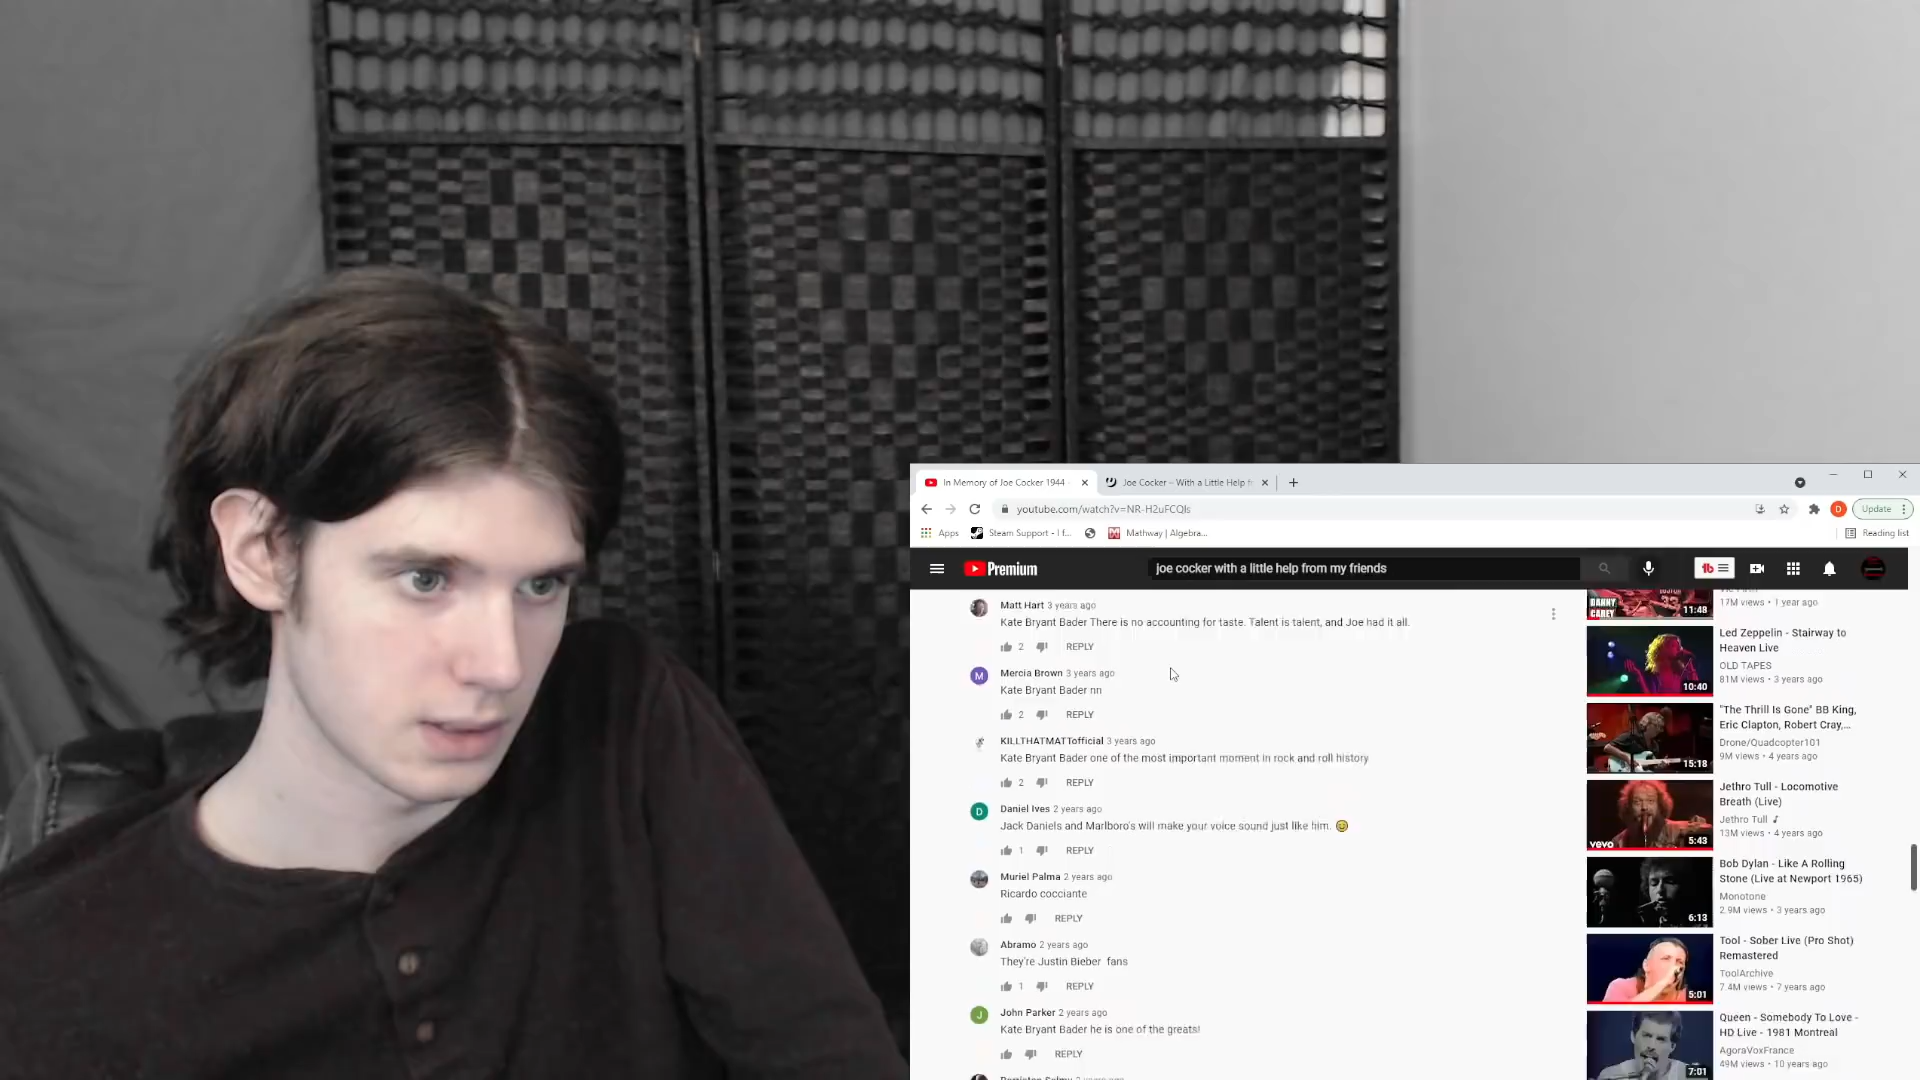 In Memory of Joe Cocker 1944 -
Joe Cocker – With a Little Help f
youtube.com/watch?v=NR-H2uFCQIs
Update
Apps
Steam Support - I f...
Mathway | Algebra...
Reading list
Premium
joe cocker with a little help from my friends
Matt Hart 3 years ago
Kate Bryant Bader There is no accounting for taste. Talent is talent, and Joe had it all.
2 REPLY
Mercia Brown 3 years ago
Kate Bryant Bader nn
2 REPLY
KILLTHATMATTofficial 3 years ago
Kate Bryant Bader one of the most important moment in rock and roll history
2 REPLY
Daniel Ives 2 years ago
Jack Daniels and Marlboro's will make your voice sound just like him.
1 REPLY
Muriel Palma 2 years ago
Ricardo cocciante
REPLY
Abramo 2 years ago
They're Justin Bieber fans
1 REPLY
John Parker 2 years ago
Kate Bryant Bader he is one of the greats!
REPLY
DANNY
CAREY
11:48
17M views • 1 year ago
10:40
Led Zeppelin - Stairway to
Heaven Live
OLD TAPES
81M views • 3 years ago
15:18
"The Thrill Is Gone" BB King,
Eric Clapton, Robert Cray,...
Drone/Quadcopter101
9M views • 4 years ago
vevo
5:43
Jethro Tull - Locomotive
Breath (Live)
Jethro Tull
13M views • 4 years ago
6:13
Bob Dylan - Like A Rolling
Stone (Live at Newport 1965)
Monotone
2.9M views • 3 years ago
5:01
Tool - Sober Live (Pro Shot)
Remastered
ToolArchive
7.4M views • 7 years ago
7:01
Queen - Somebody To Love -
HD Live - 1981 Montreal
AgoraVoxFrance
49M views • 10 years ago